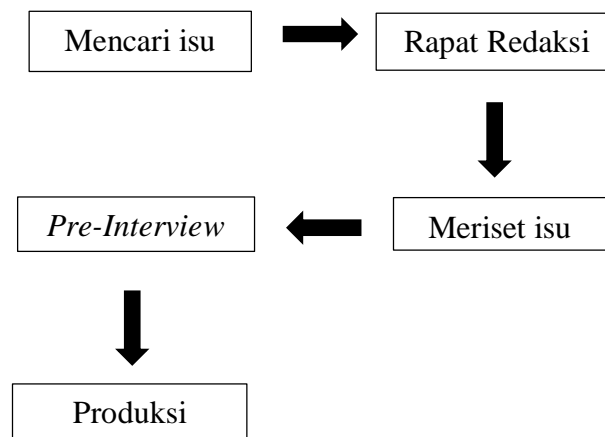 Mencari isu
Rapat Redaksi
Meriset isu
Pre-Interview
Produksi